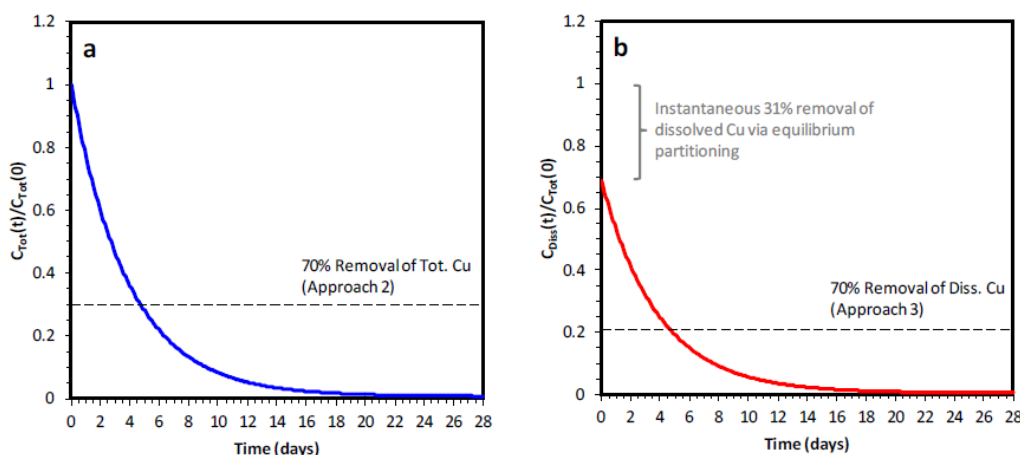 a
1.2
1
0.8
0.6
0.4
0.2
0
C_Tot(t)/C_Tot(0)
70% Removal of Tot. Cu
(Approach 2)
0 2 4 6 8 10 12 14 16 18 20 22 24 26 28
Time (days)
b
1.2
1
0.8
0.6
0.4
0.2
0
C_Diss(t)/C_Tot(0)
Instantaneous 31% removal of
dissolved Cu via equilibrium
partitioning
70% Removal of Diss. Cu
(Approach 3)
0 2 4 6 8 10 12 14 16 18 20 22 24 26 28
Time (days)